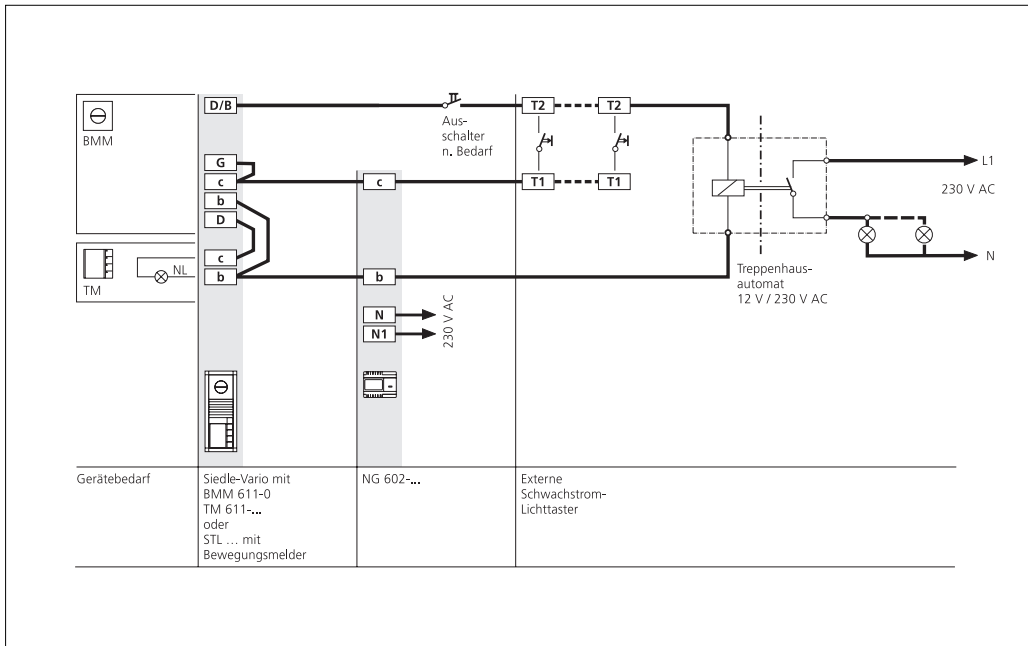 BMM
D/B
Aus-
schalter
n. Bedarf
T2
T2
G
c
c
T1
T1
L1
230 V AC
b
D
c
NL
TM
b
b
N
Treppenhaus-
automat
12 V / 230 V AC
N
N1
230 V AC
Gerätebedarf
Siedle-Vario mit
BMM 611-0
TM 611-...
oder
STL ... mit
Bewegungsmelder
NG 602-...
Externe
Schwachstrom-
Lichttaster